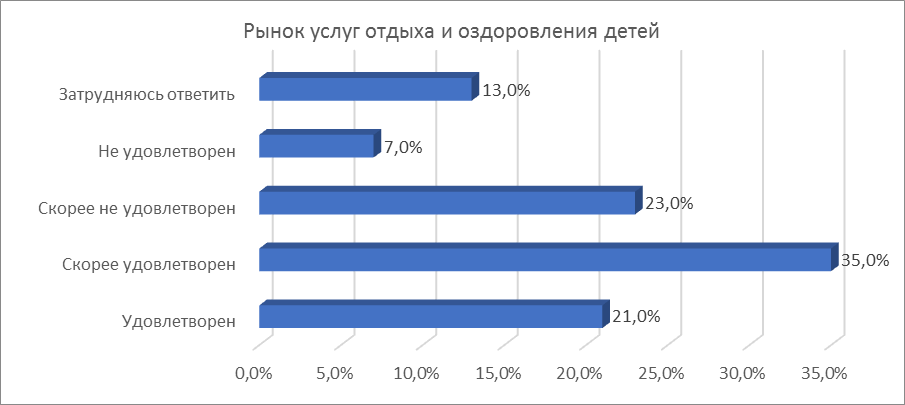 Рынок услуг отдыха и оздоровления детей
Затрудняюсь ответить
13,0%
Не удовлетворен
7,0%
Скорее не удовлетворен
23,0%
Скорее удовлетворен
35,0%
Удовлетворен
21,0%
0,0% 5,0% 10,0% 15,0% 20,0% 25,0% 30,0% 35,0%